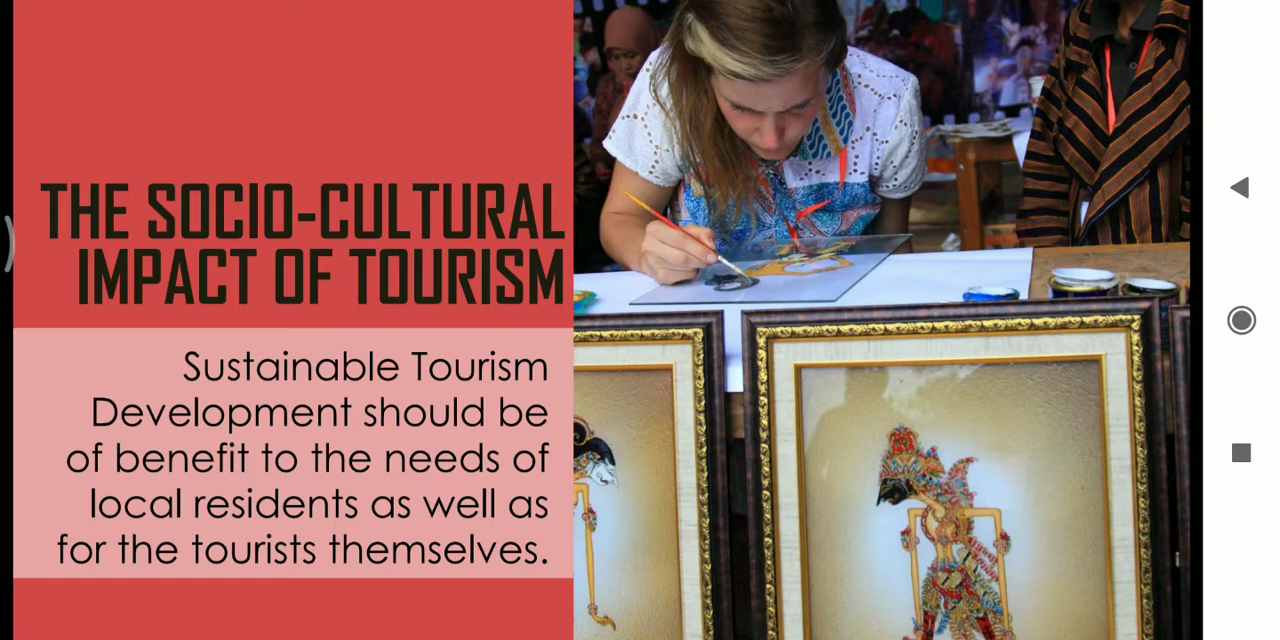 THE SOCIO-CULTURAL
IMPACT OF TOURISM
Sustainable Tourism
Development should be
of benefit to the needs of
local residents as well as
for the tourists themselves.